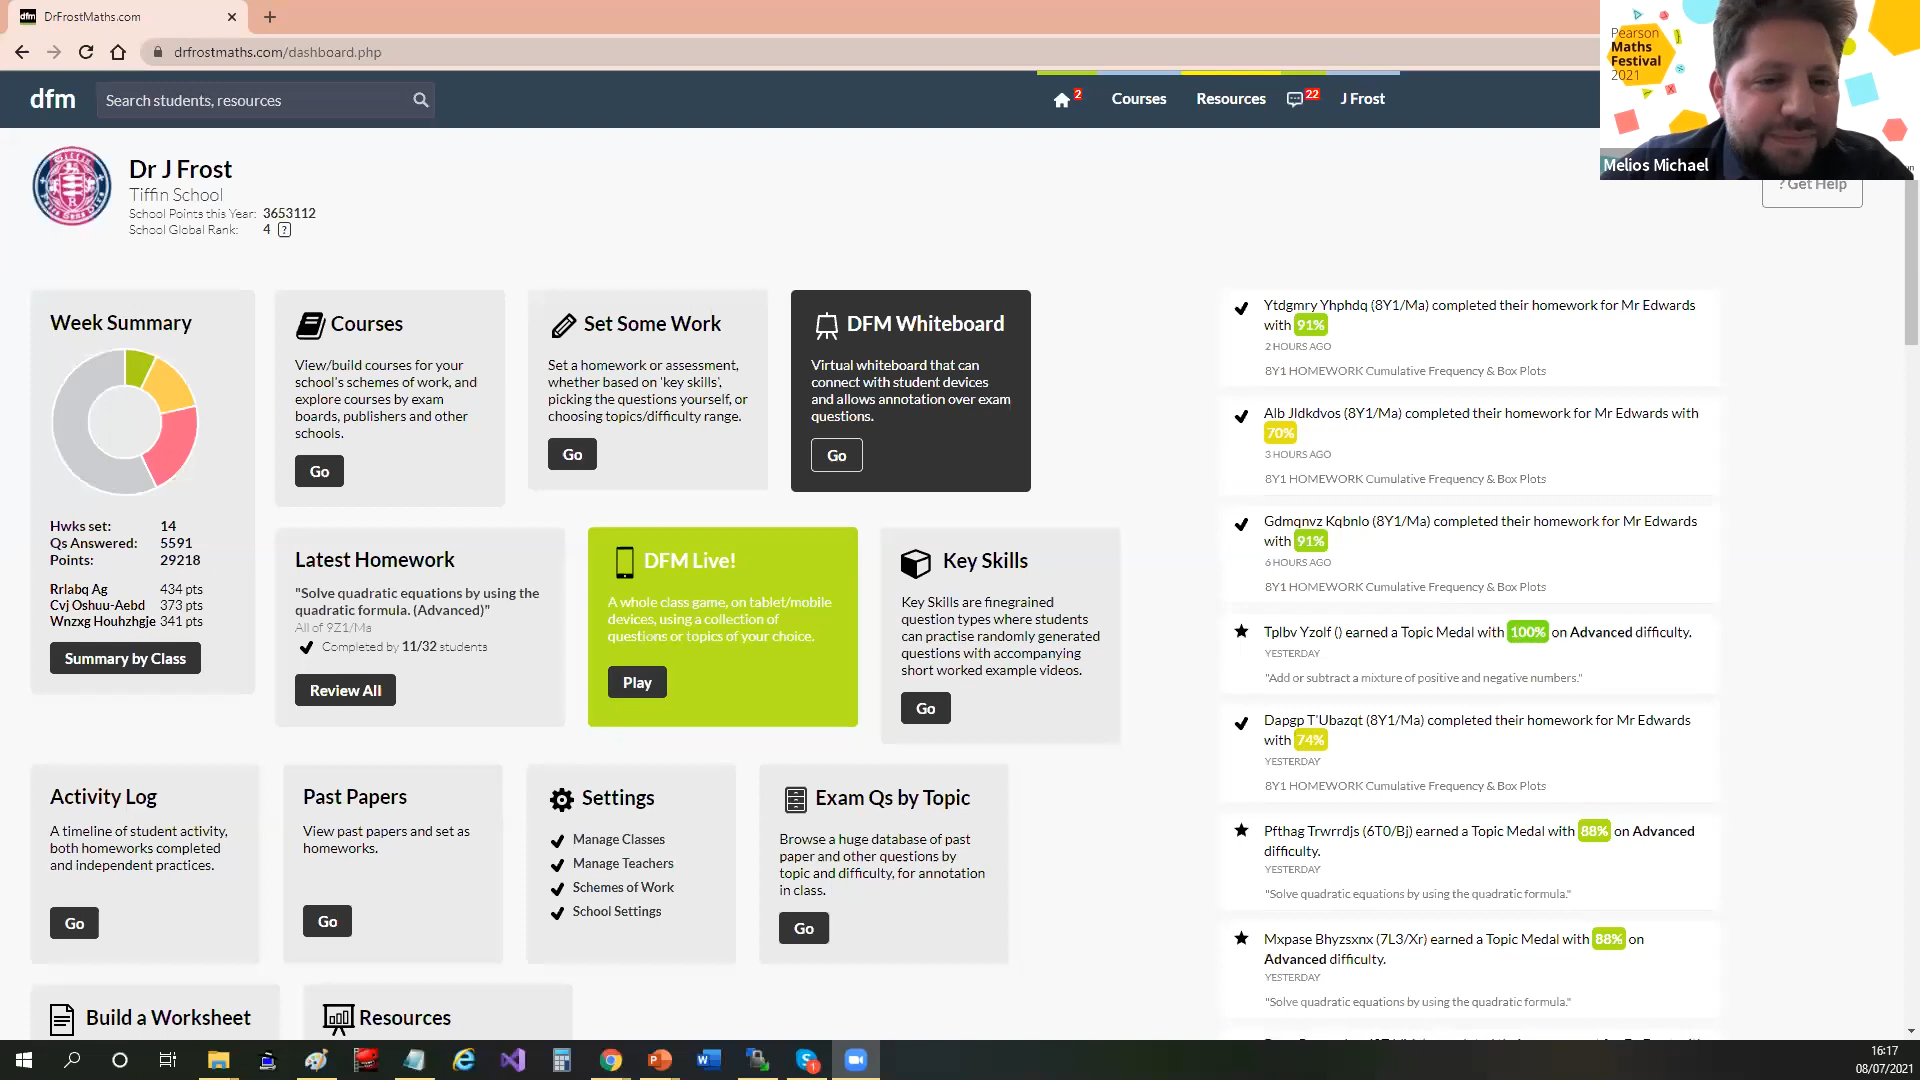 dfm DrFrostMaths.com
drfrostmaths.com/dashboard.php
Pearson
Maths
Festival
2021
Melios Michael
dfm
Search students, resources
2
Courses
Resources
22
J Frost
? Get Help
Dr J Frost
Tiffin School
School Points this Year: 3653112
School Global Rank: 4 ?
Week Summary
Hwks set: 14
Qs Answered: 5591
Points: 29218
Rrlabq Ag 434 pts
Cvj Oshuu-Aebd 373 pts
Wnzxg Houhzhgje 341 pts
Summary by Class
Courses
View/build courses for your
school's schemes of work, and
explore courses by exam
boards, publishers and other
schools.
Go
Set Some Work
Set a homework or assessment,
whether based on 'key skills',
picking the questions yourself, or
choosing topics/difficulty range.
Go
DFM Whiteboard
Virtual whiteboard that can
connect with student devices
and allows annotation over exam
questions.
Go
Latest Homework
"Solve quadratic equations by using the
quadratic formula. (Advanced)"
All of 9Z1/Ma
Completed by 11/32 students
Review All
DFM Live!
A whole class game, on tablet/mobile
devices, using a collection of
questions or topics of your choice.
Play
Key Skills
Key Skills are finegrained
question types where students
can practise randomly generated
questions with accompanying
short worked example videos.
Go
Activity Log
A timeline of student activity,
both homeworks completed
and independent practices.
Go
Past Papers
View past papers and set as
homeworks.
Go
Settings
Manage Classes
Manage Teachers
Schemes of Work
School Settings
Exam Qs by Topic
Browse a huge database of past
paper and other questions by
topic and difficulty, for annotation
in class.
Go
Build a Worksheet
Resources
Ytdgmry Yhphdq (8Y1/Ma) completed their homework for Mr Edwards
with 91%
2 HOURS AGO
8Y1 HOMEWORK Cumulative Frequency & Box Plots
Alb Jldkdvos (8Y1/Ma) completed their homework for Mr Edwards with
70%
3 HOURS AGO
8Y1 HOMEWORK Cumulative Frequency & Box Plots
Gdmqnvz Kqbnlo (8Y1/Ma) completed their homework for Mr Edwards
with 91%
6 HOURS AGO
8Y1 HOMEWORK Cumulative Frequency & Box Plots
Tplbv Yzolf () earned a Topic Medal with 100% on Advanced difficulty.
YESTERDAY
"Add or subtract a mixture of positive and negative numbers."
Dapgp T'Ubazqt (8Y1/Ma) completed their homework for Mr Edwards
with 74%
YESTERDAY
8Y1 HOMEWORK Cumulative Frequency & Box Plots
Pfthag Trwrrdjs (6T0/Bj) earned a Topic Medal with 88% on Advanced
difficulty.
YESTERDAY
"Solve quadratic equations by using the quadratic formula."
Mxpase Bhyzsxnx (7L3/Xr) earned a Topic Medal with 88% on
Advanced difficulty.
YESTERDAY
"Solve quadratic equations by using the quadratic formula."
16:17
08/07/2021